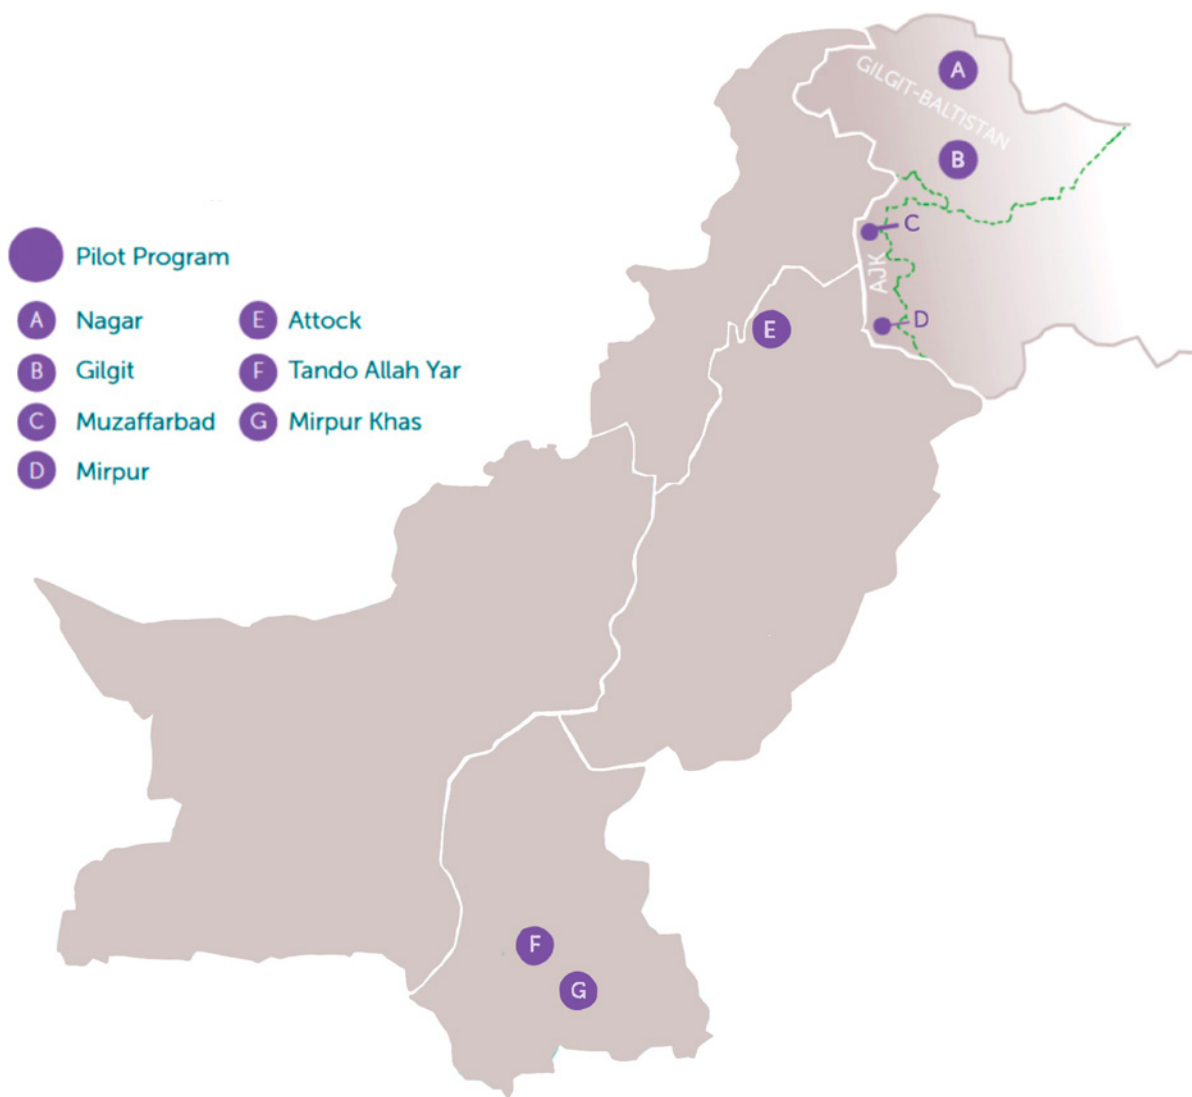 Pilot Program
A Nagar
B Gilgit
C Muzaffarbad
D Mirpur
E Attock
F Tando Allah Yar
G Mirpur Khas
GILGIT-BALTISTAN
A
B
C
AJK
D
E
F
G